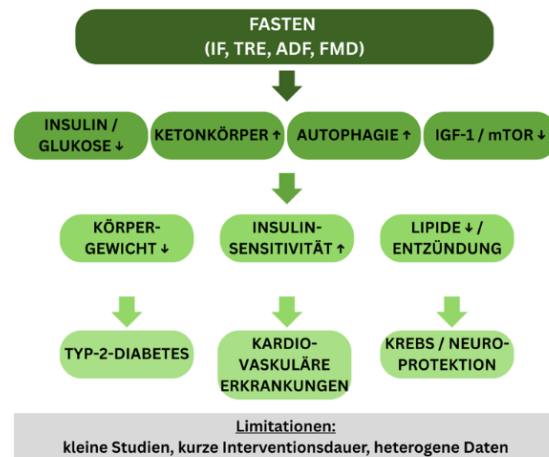 FASTEN
(IF, TRE, ADF, FMD)
INSULIN /
GLUKOSE ↓
KETONKÖRPER ↑
AUTOPHAGIE ↑
IGF-1 / mTOR ↓
KÖRPER-
GEWICHT ↓
INSULIN-
SENSITIVITÄT ↑
LIPIDE ↓ /
ENTZÜNDUNG
TYP-2-DIABETES
KARDIO-
VASKULÄRE
ERKRANKUNGEN
KREBS / NEURO-
PROTEKTION
Limitationen:
kleine Studien, kurze Interventionsdauer, heterogene Daten